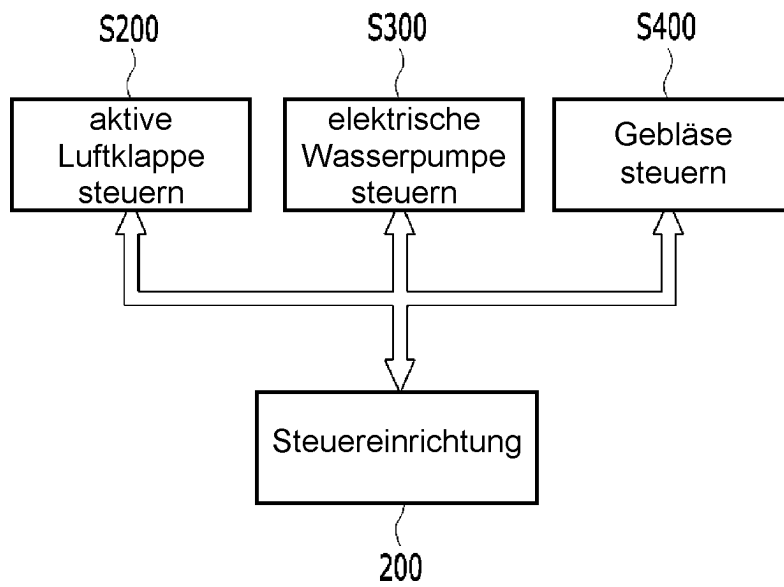 S200
S300
S400
aktive
Luftklappe
steuern
elektrische
Wasserpumpe
steuern
Gebläse
steuern
Steuereinrichtung
200